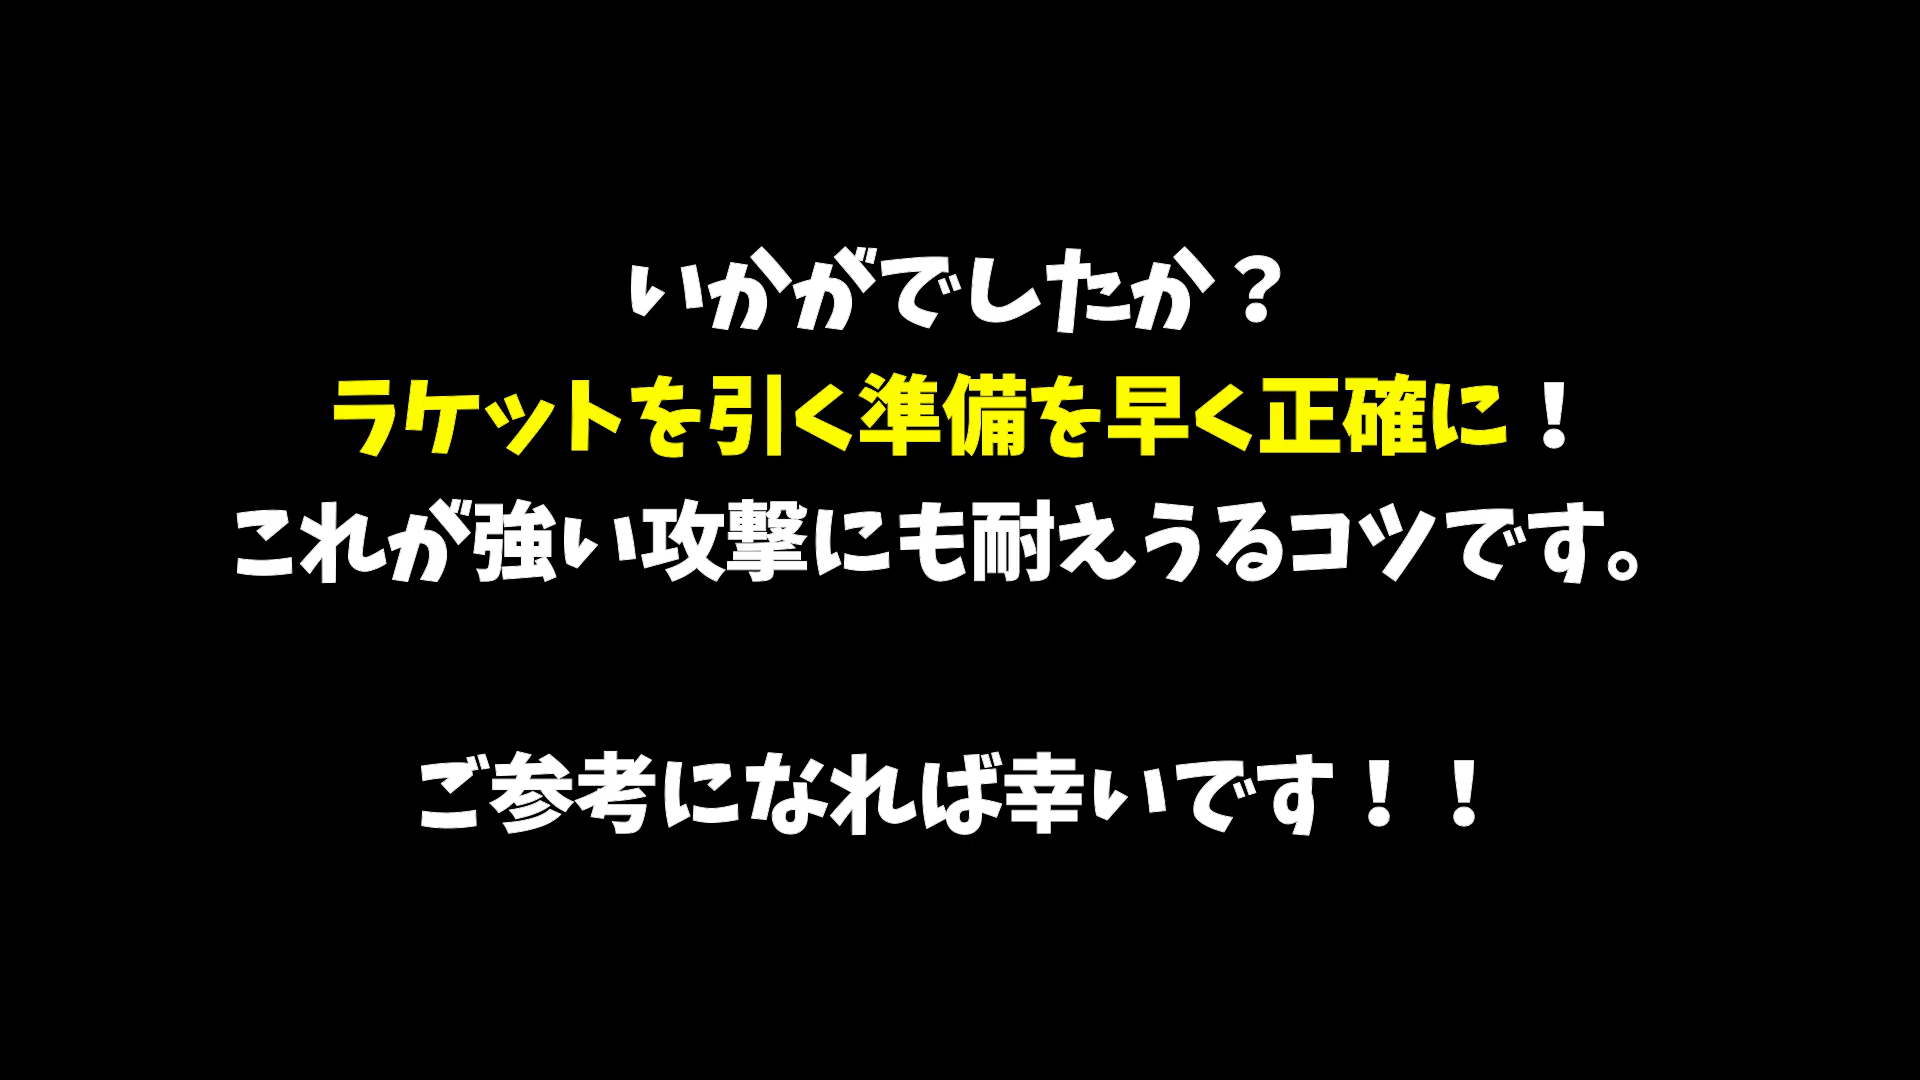 いかがでしたか？
ラケットを引く準備を早く正確に！
これが強い攻撃にも耐えうるコツです。
ご参考になれば幸いです！！